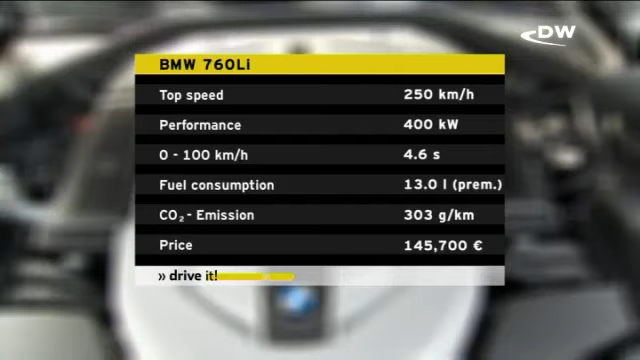 DW
BMW 760Li
Top speed 250 km/h
Performance 400 kW
0 - 100 km/h 4.6 s
Fuel consumption 13.0 l (prem.)
CO₂ - Emission 303 g/km
Price 145,700 €
» drive it!